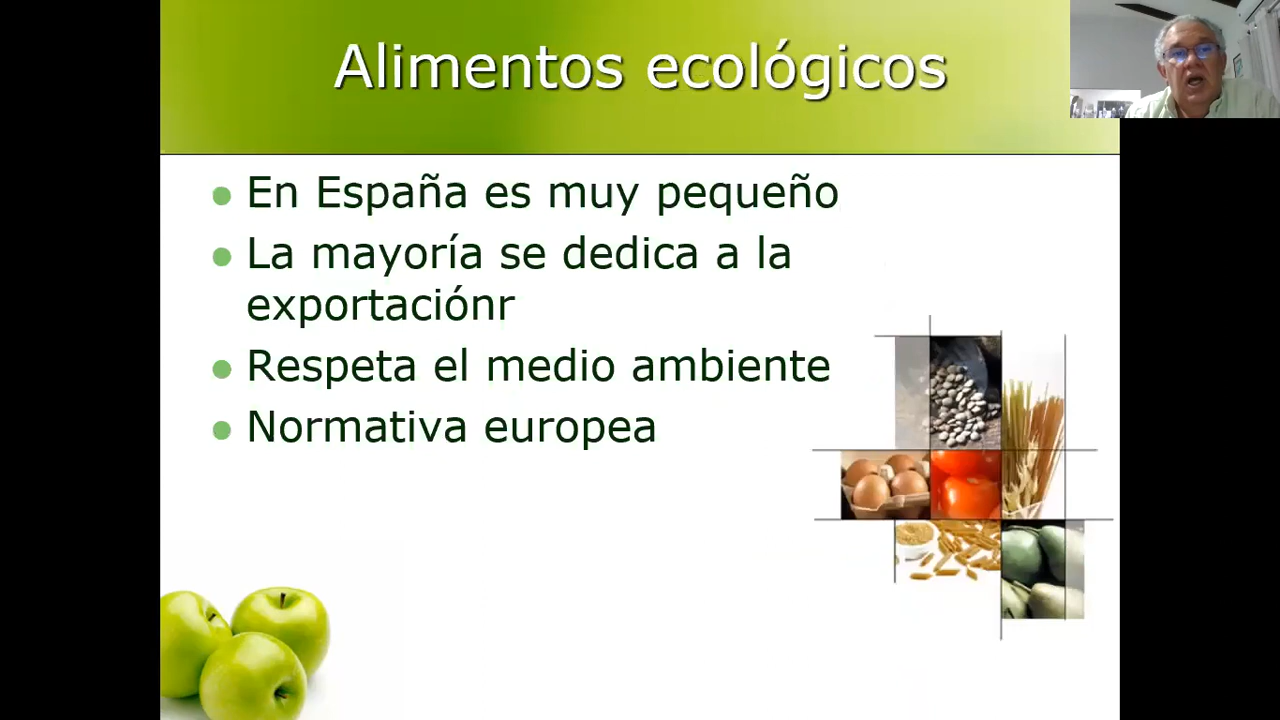 Alimentos ecológicos
En España es muy pequeño
La mayoría se dedica a la
exportaciónr
Respeta el medio ambiente
Normativa europea